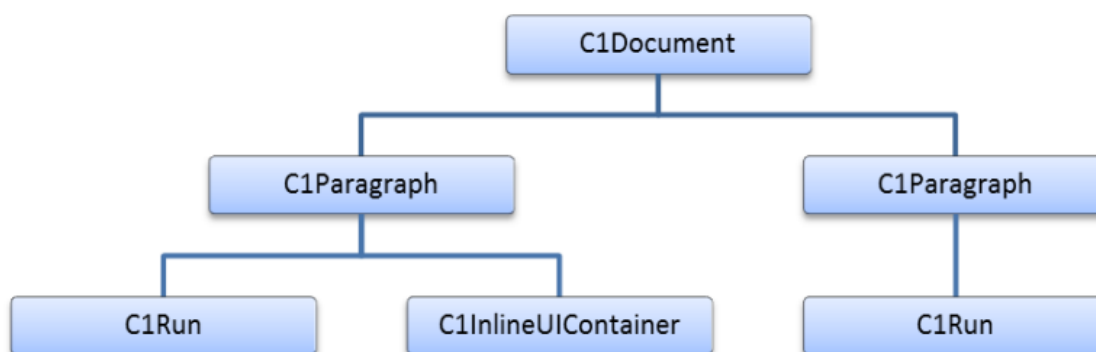 C1Document
C1Paragraph
C1Paragraph
C1Run
C1InlineUIContainer
C1Run